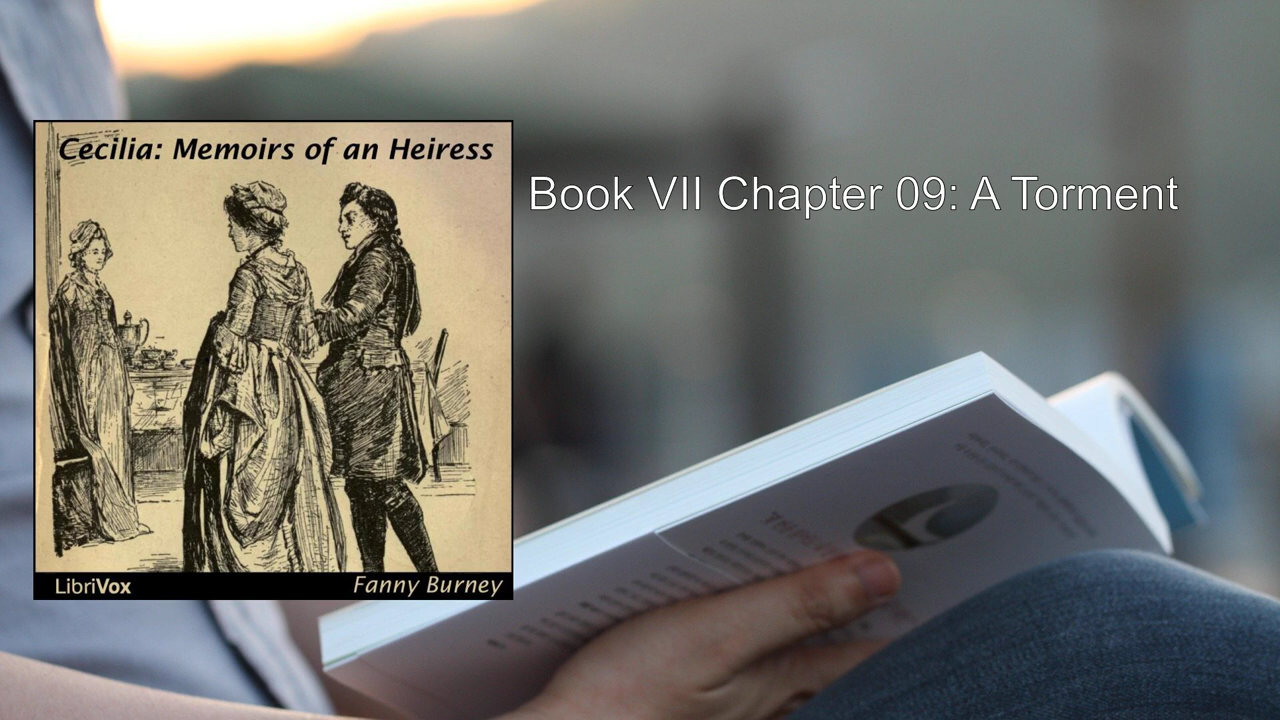 Cecilia: Memoirs of an Heiress
Book VII Chapter 09: A Torment
LibriVox
Fanny Burney